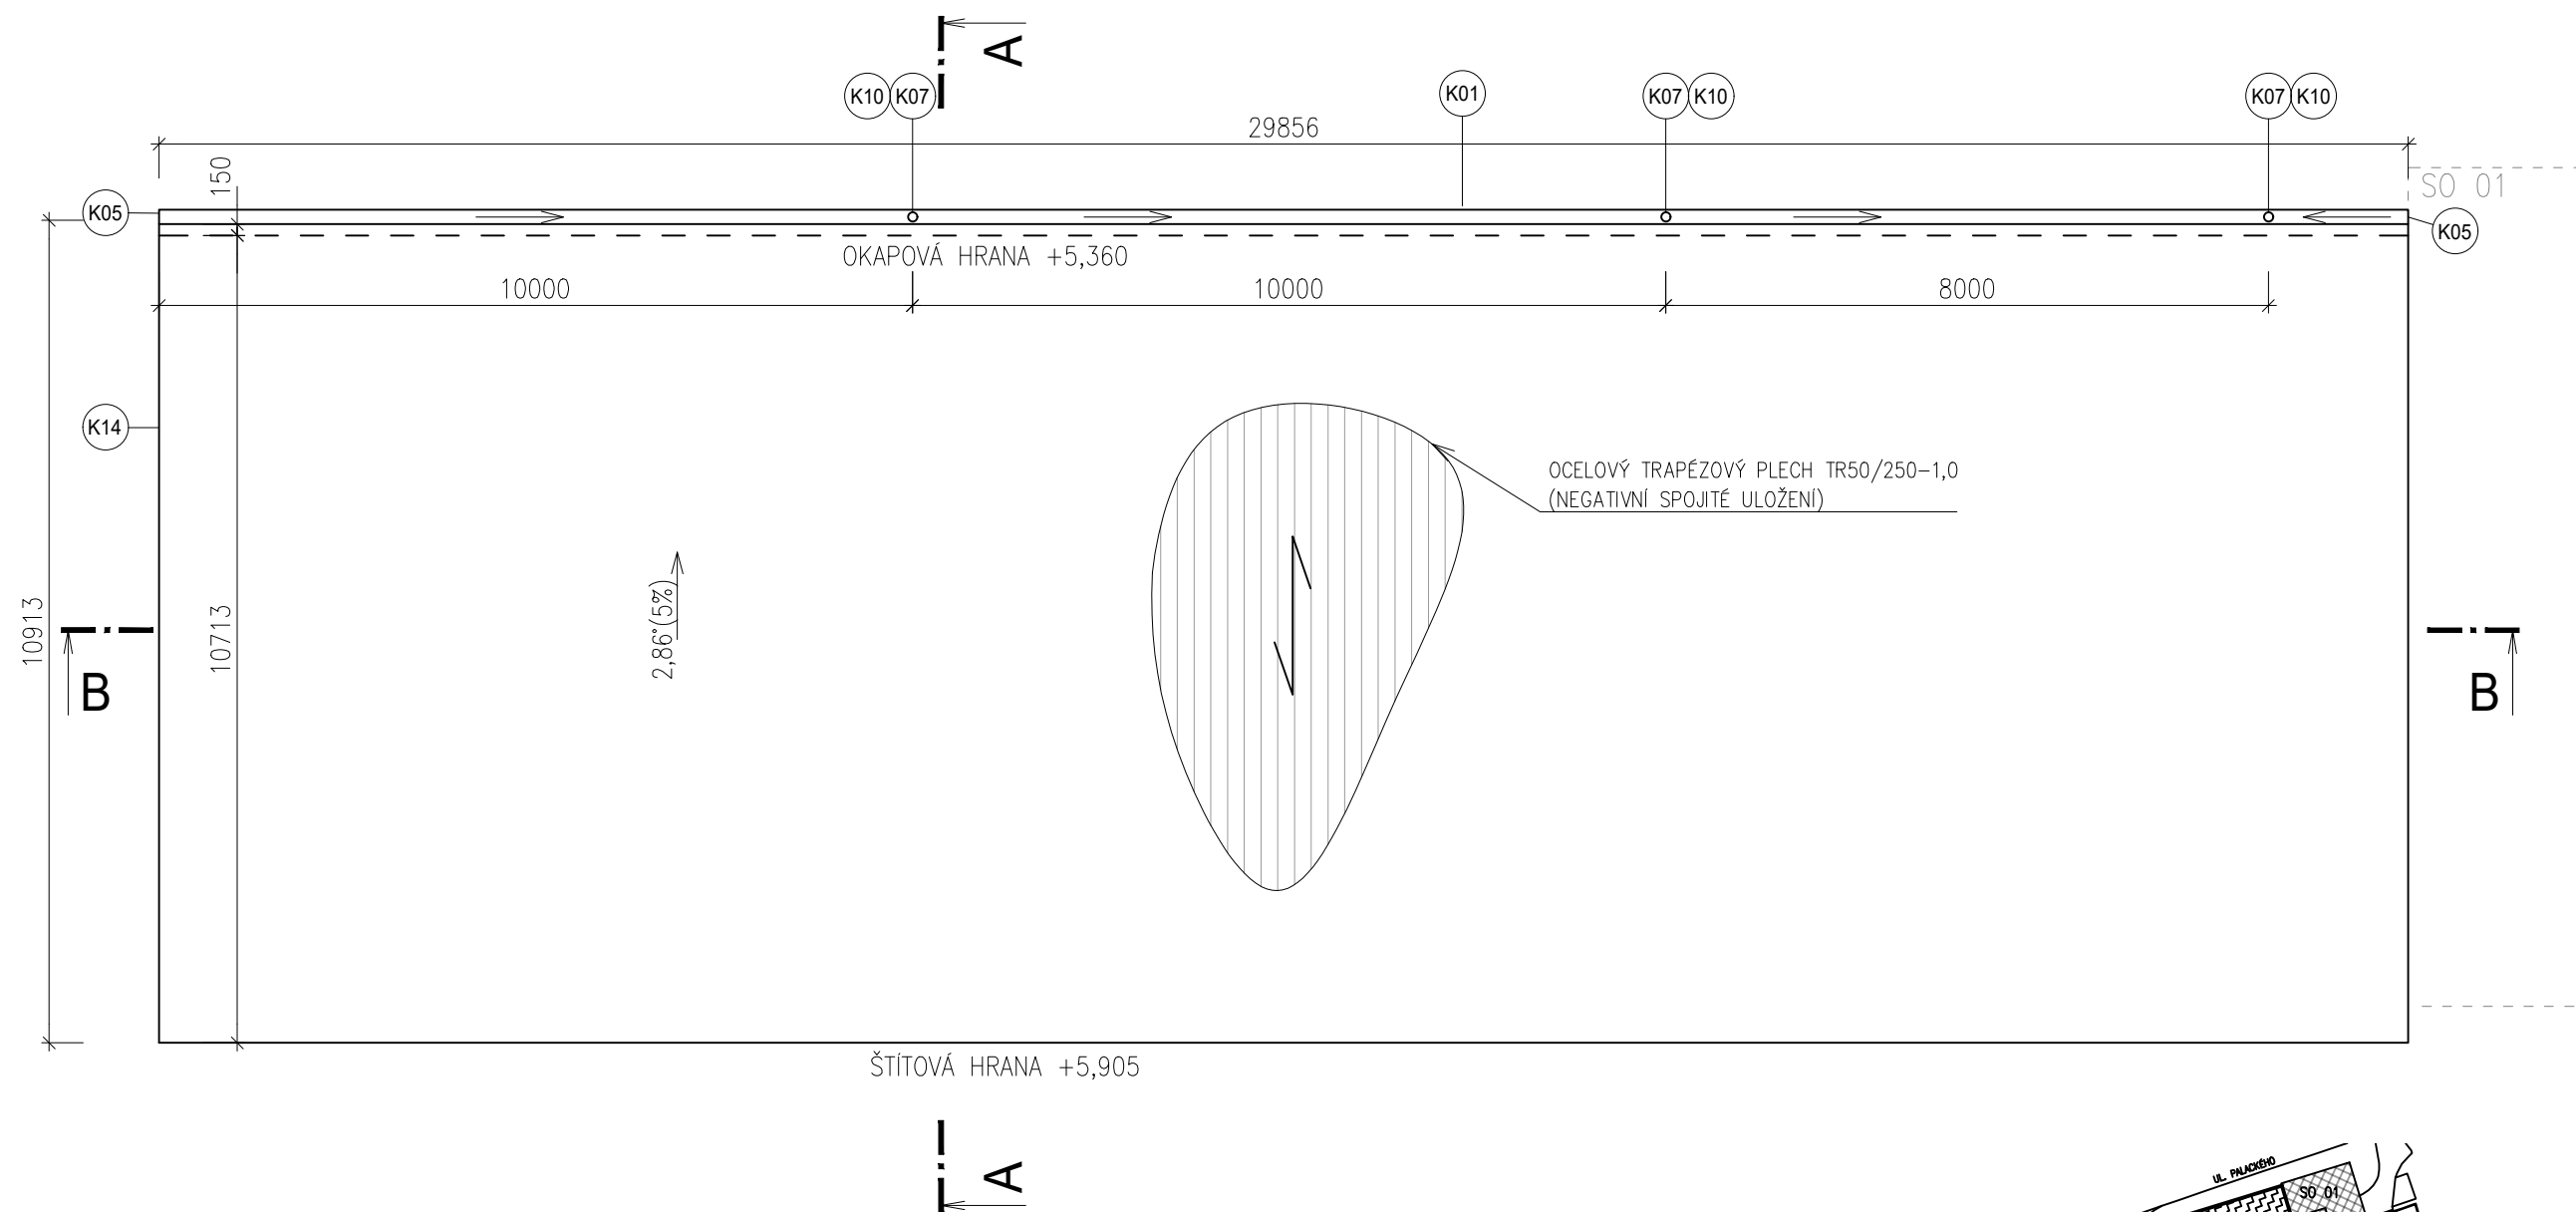 A
K10 K07
K01
K07 K10
K07 K10
29856
150
SO 01
K05
K05
OKAPOVÁ HRANA +5,360
10000
10000
8000
K14
OCELOVÝ TRAPÉZOVÝ PLECH TR50/250-1,0
(NEGATIVNÍ SPOJITÉ ULOŽENÍ)
2,86°(5%)
10913
10713
B
B
ŠTÍTOVÁ HRANA +5,905
A
UL. PALACKÉHO
SO 01